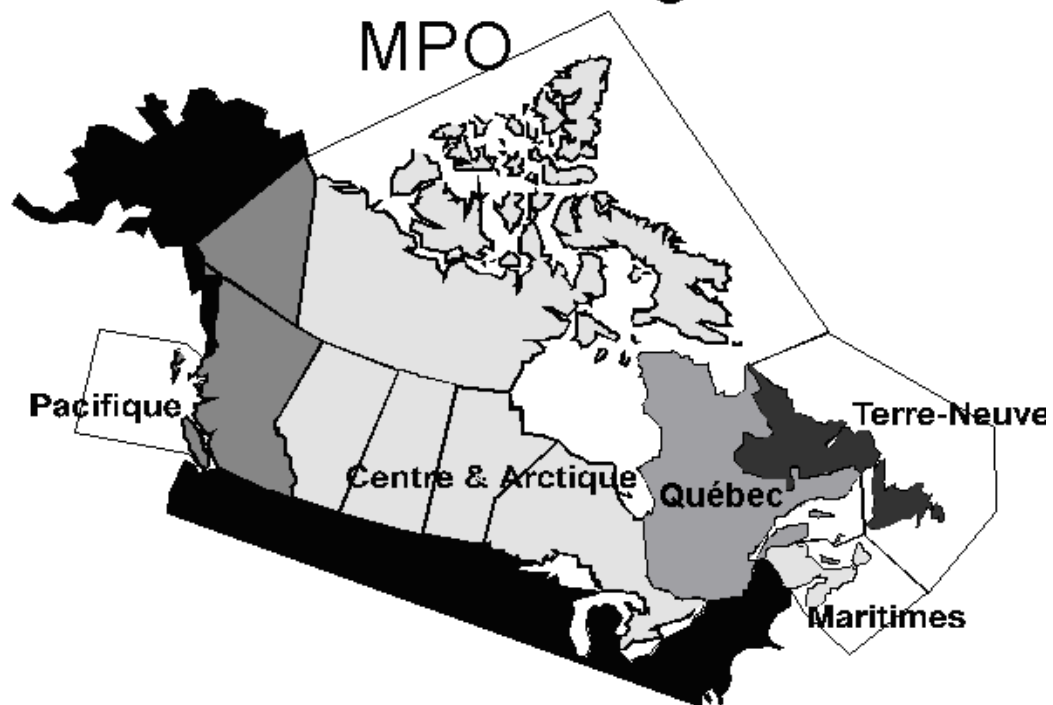 MPO
Pacifique
Terre-Neuve
Centre & Arctique
Québec
Maritimes